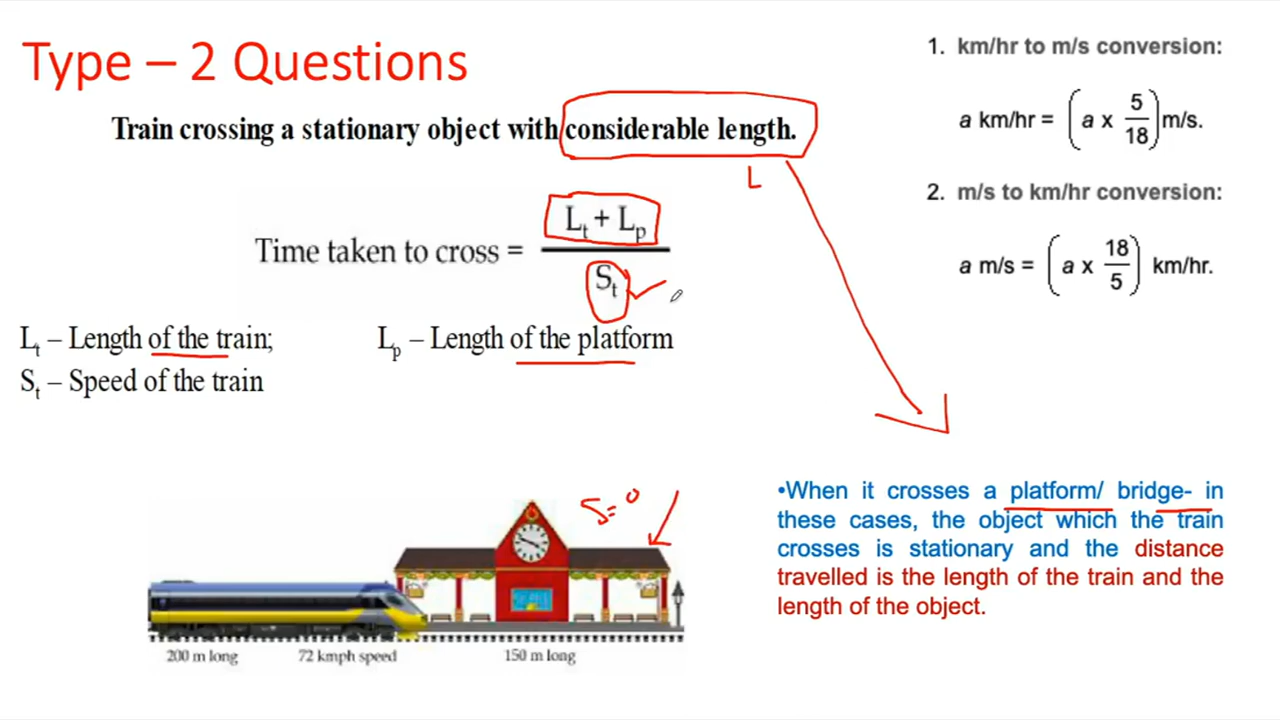 Type – 2 Questions
Train crossing a stationary object with considerable length.
L
Time taken to cross = Lt + Lp / St
Lt – Length of the train; Lp – Length of the platform
St – Speed of the train
1. km/hr to m/s conversion:
a km/hr = (a x 5/18) m/s.
2. m/s to km/hr conversion:
a m/s = (a x 18/5) km/hr.
S=0
200 m long 72 kmph speed 150 m long
•When it crosses a platform/ bridge- in
these cases, the object which the train
crosses is stationary and the distance
travelled is the length of the train and the
length of the object.